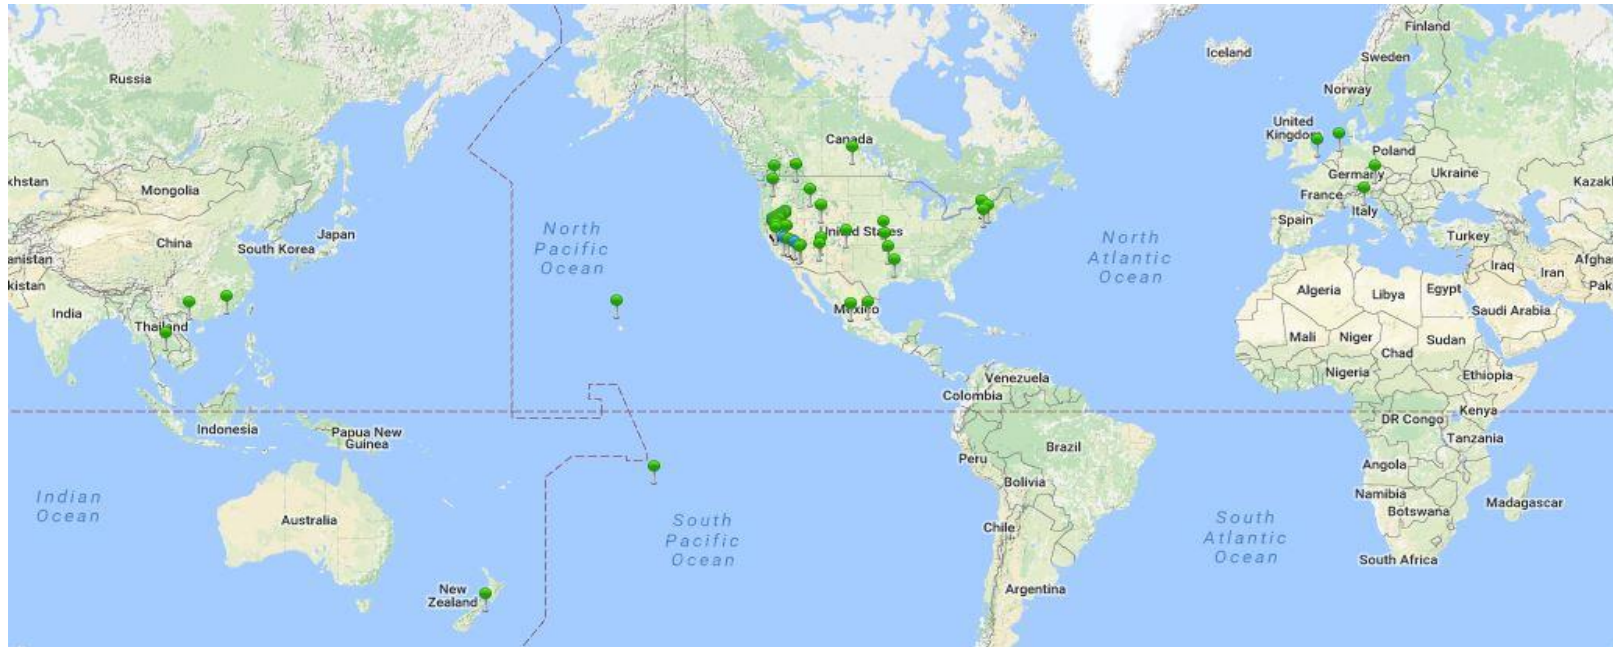 Finland
Iceland
Sweden
Russia
Norway
United
Kingdom
Canada
Poland
khstan
Mongolia
Germany
Ukraine
Kazakl
France
Italy
Spain
North
Pacific
Ocean
United States
Japan
China
South Korea
Turkey
North
Atlantic
Ocean
anistan
Iraq
Iran
Afghar
kistan
Pak
Algeria
Libya
Egypt
India
Mexico
Saudi Arabia
Thailand
Mali
Niger
Sudan
Chad
Nigeria
Ethiopia
Venezuela
Colombia
Kenya
DR Congo
Indonesia
Papua New
Guinea
Tanzania
Brazil
Peru
Angola
Bolivia
Indian
Ocean
Namibia
Botswana
Madagascar
Australia
South
Pacific
Ocean
Chile
South
Atlantic
Ocean
South Africa
New
Zealand
Argentina